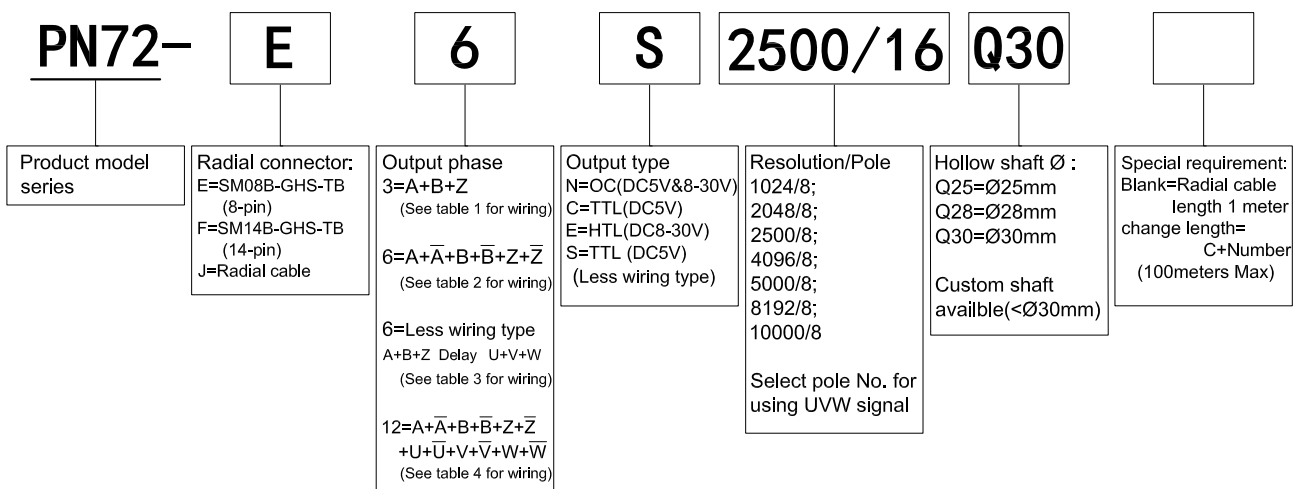 PN72- E 6 S 2500/16 Q30
Product model
series
Radial connector:
E=SM08B-GHS-TB
(8-pin)
F=SM14B-GHS-TB
(14-pin)
J=Radial cable
Output phase
3=A+B+Z
(See table 1 for wiring)
6=A+A̅+B+B̅+Z+Z̅
(See table 2 for wiring)
6=Less wiring type
A+B+Z Delay U+V+W
(See table 3 for wiring)
12=A+A̅+B+B̅+Z+Z̅
+U+U̅+V+V̅+W+W̅
(See table 4 for wiring)
Output type
N=OC(DC5V&8-30V)
C=TTL(DC5V)
E=HTL(DC8-30V)
S=TTL (DC5V)
(Less wiring type)
Resolution/Pole
1024/8;
2048/8;
2500/8;
4096/8;
5000/8;
8192/8;
10000/8
Select pole No. for
using UVW signal
Hollow shaft Ø :
Q25=Ø25mm
Q28=Ø28mm
Q30=Ø30mm
Custom shaft
availble(<Ø30mm)
Special requirement:
Blank=Radial cable
length 1 meter
change length=
C+Number
(100meters Max)